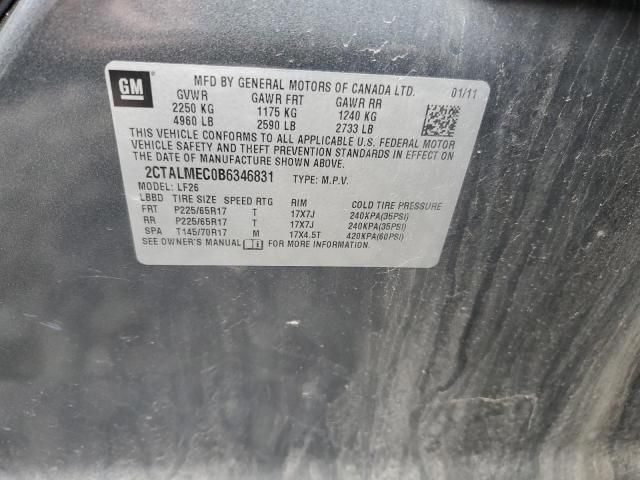 GM
MFD BY GENERAL MOTORS OF CANADA LTD. 01/11
GVWR GAWR FRT GAWR RR
2250 KG 1175 KG 1240 KG
4960 LB 2590 LB 2733 LB
THIS VEHICLE CONFORMS TO ALL APPLICABLE U.S. FEDERAL MOTOR
VEHICLE SAFETY AND THEFT PREVENTION STANDARDS IN EFFECT ON
THE DATE OF MANUFACTURE SHOWN ABOVE.
2CTALMEC0B6346831 TYPE: M.P.V.
MODEL: LF26
LBBD TIRE SIZE SPEED RTG RIM COLD TIRE PRESSURE
FRT P225/65R17 T 17X7J 240KPA(35PSI)
RR P225/65R17 T 17X7J 240KPA(35PSI)
SPA T145/70R17 M 17X4.5T 420KPA(60PSI)
SEE OWNER'S MANUAL FOR MORE INFORMATION.